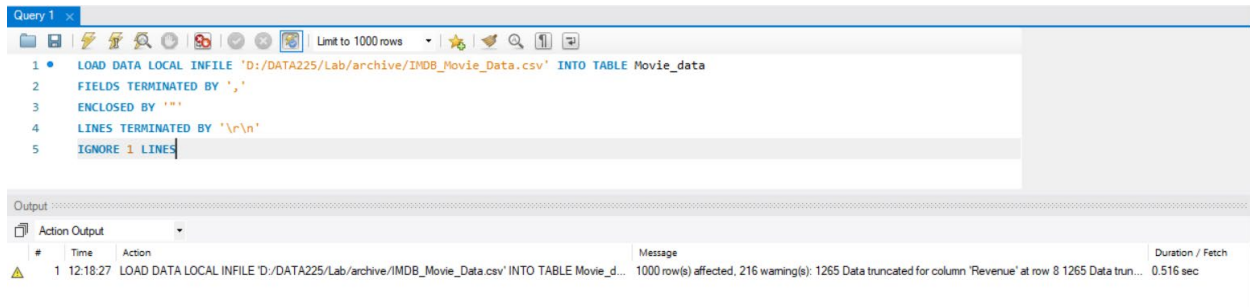 Query 1
Limit to 1000 rows
1 LOAD DATA LOCAL INFILE 'D:/DATA225/Lab/archive/IMDB_Movie_Data.csv' INTO TABLE Movie_data
2 FIELDS TERMINATED BY ','
3 ENCLOSED BY '"'
4 LINES TERMINATED BY '\r\n'
5 IGNORE 1 LINES
Output
Action Output
# Time Action Message Duration / Fetch
1 12:18:27 LOAD DATA LOCAL INFILE 'D:/DATA225/Lab/archive/IMDB_Movie_Data.csv' INTO TABLE Movie_d... 1000 row(s) affected, 216 warning(s): 1265 Data truncated for column 'Revenue' at row 8 1265 Data trun... 0.516 sec